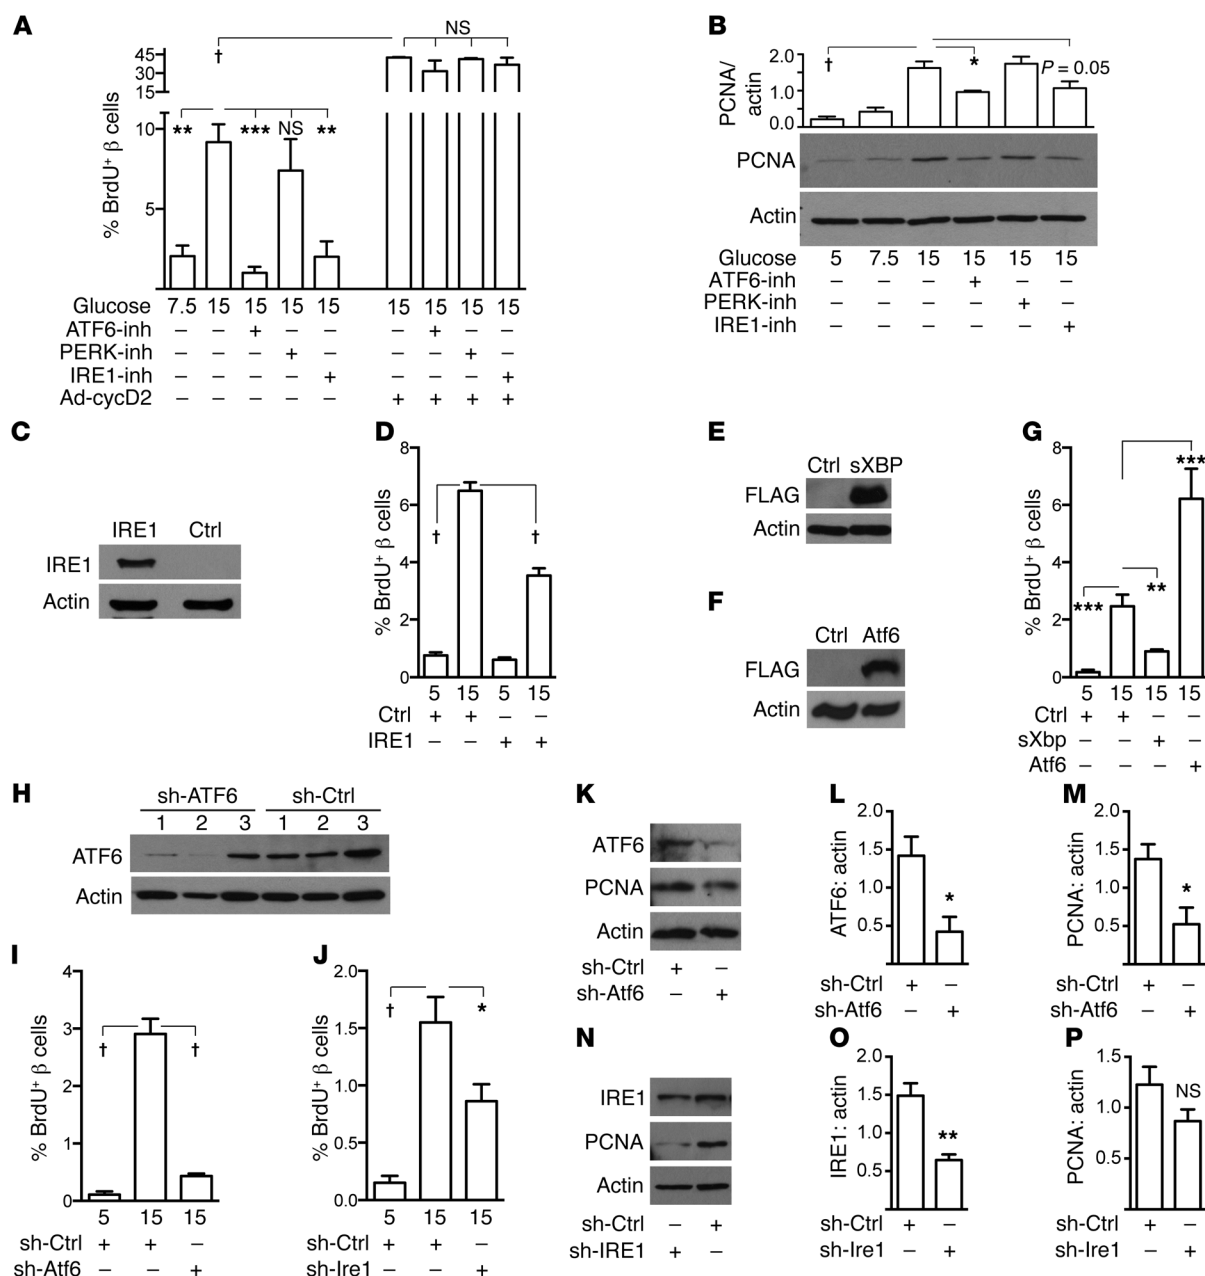 A
NS
†
45
30
15
** *** NS **
10
5
% BrdU⁺ β cells
Glucose 7.5 15 15 15 15 15 15 15 15
ATF6-inh – – + – – – + – –
PERK-inh – – – + – – – + –
IRE1-inh – – – – + – – – +
Ad-cycD2 – – – – – + + + +
B
2.0
1.0
0.0
PCNA/
actin
† * P = 0.05
PCNA
Actin
Glucose 5 7.5 15 15 15 15
ATF6-inh – – – + – –
PERK-inh – – – – + –
IRE1-inh – – – – – +
C
IRE1 Ctrl
IRE1
Actin
D
8
6
4
2
0
% BrdU⁺ β cells
† †
5 15 5 15
Ctrl + + – –
IRE1 – – + +
E
Ctrl sXBP
FLAG
Actin
F
Ctrl Atf6
FLAG
Actin
G
8
6
4
2
0
% BrdU⁺ β cells
*** ** ***
5 15 15 15
Ctrl + + – –
sXbp – – + –
Atf6 – – – +
H
sh-ATF6 sh-Ctrl
1 2 3 1 2 3
ATF6
Actin
I
4
3
2
1
0
% BrdU⁺ β cells
† †
5 15 15
sh-Ctrl + + –
sh-Atf6 – – +
J
2.0
1.5
1.0
0.5
0.0
% BrdU⁺ β cells
† *
5 15 15
sh-Ctrl + + –
sh-Ire1 – – +
K
ATF6
PCNA
Actin
sh-Ctrl + –
sh-Atf6 – +
L
2.0
1.5
1.0
0.5
ATF6: actin
*
sh-Ctrl + –
sh-Atf6 – +
M
2.0
1.5
1.0
0.5
PCNA: actin
*
sh-Ctrl + –
sh-Atf6 – +
N
IRE1
PCNA
Actin
sh-Ctrl – +
sh-IRE1 + –
O
2.0
1.5
1.0
0.5
IRE1: actin
**
sh-Ctrl + –
sh-Ire1 – +
P
1.5
1.0
0.5
PCNA: actin
NS
sh-Ctrl + –
sh-Ire1 – +